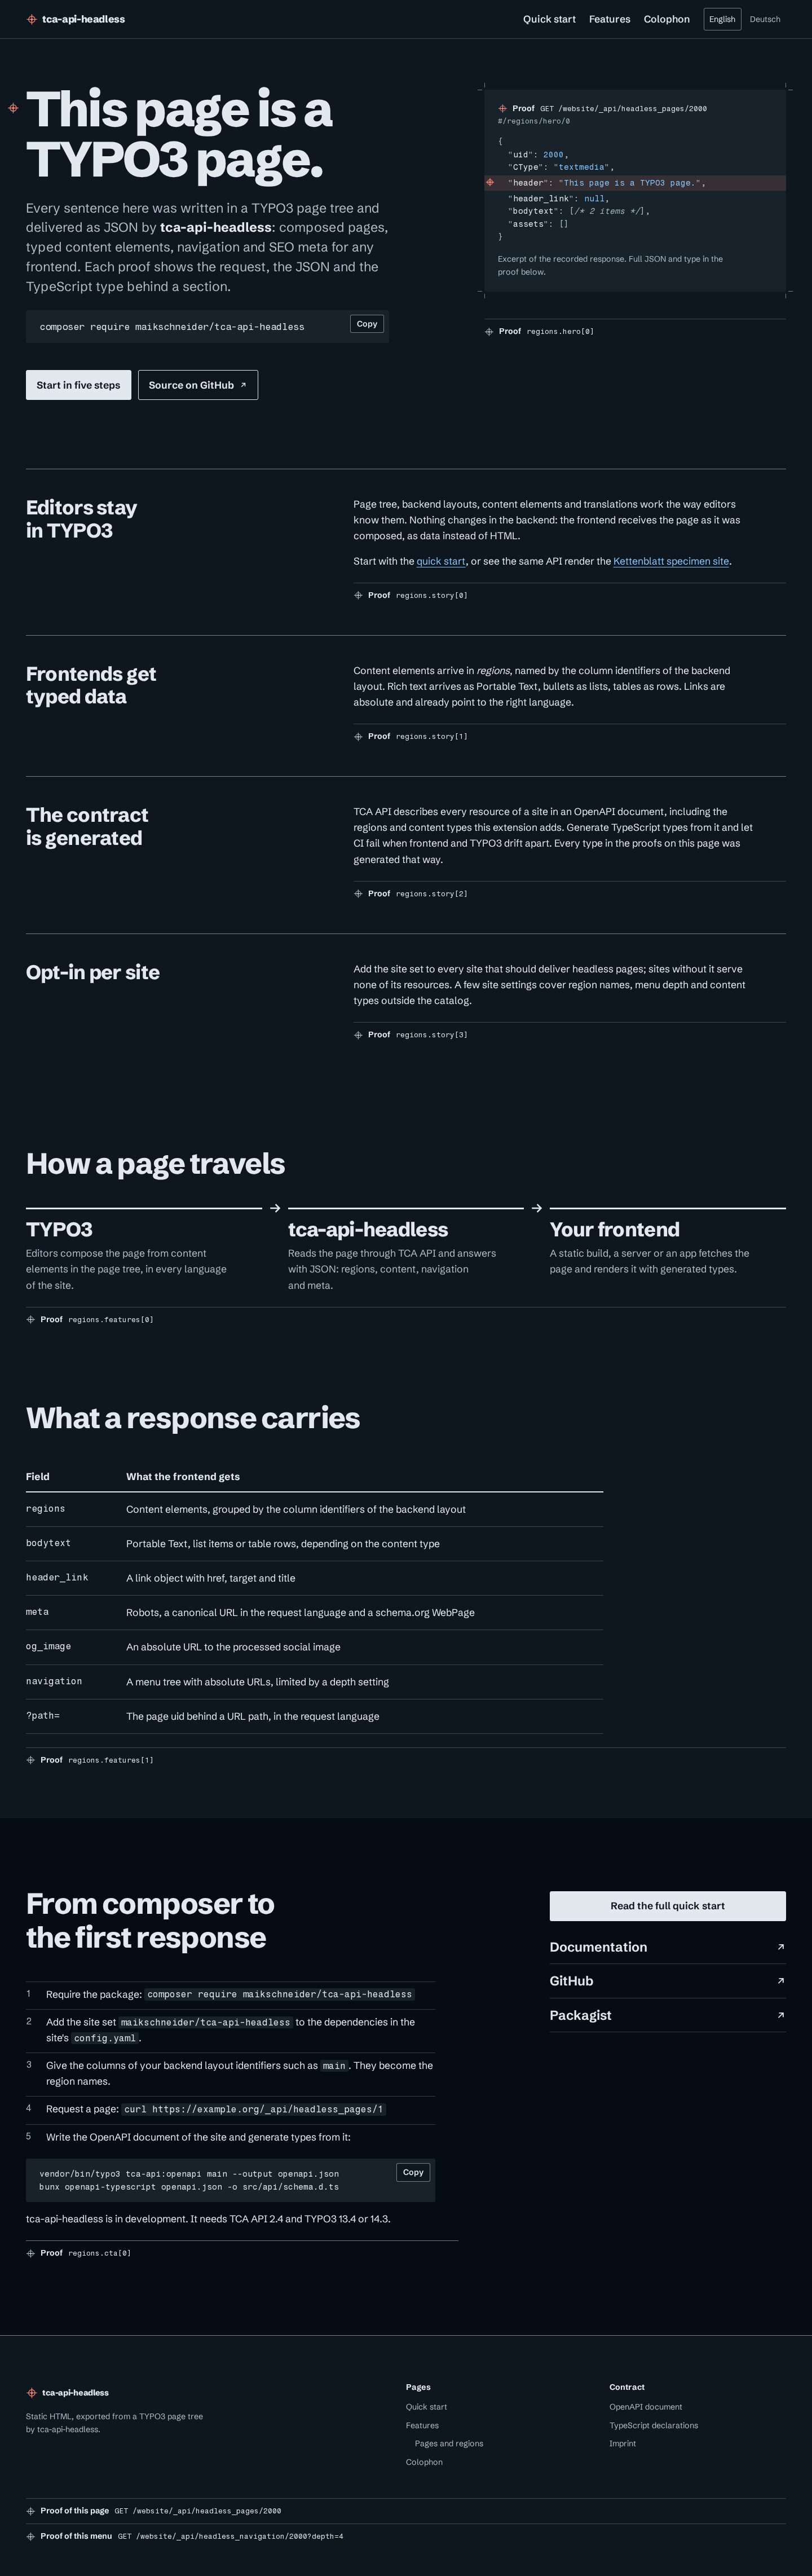 tca-api-headless
Quick start
Features
Colophon
English
Deutsch
This page is a
TYPO3 page.
Every sentence here was written in a TYPO3 page tree and
delivered as JSON by tca-api-headless: composed pages,
typed content elements, navigation and SEO meta for any
frontend. Each proof shows the request, the JSON and the
TypeScript type behind a section.
composer require maikschneider/tca-api-headless
Copy
Start in five steps
Source on GitHub
Proof GET /website/_api/headless_pages/2000
#/regions/hero/0
{
"uid": 2000,
"CType": "textmedia",
"header": "This page is a TYPO3 page.",
"header_link": null,
"bodytext": [/* 2 items */],
"assets": []
}
Excerpt of the recorded response. Full JSON and type in the
proof below.
Proof regions.hero[0]
Editors stay
in TYPO3
Page tree, backend layouts, content elements and translations work the way editors
know them. Nothing changes in the backend: the frontend receives the page as it was
composed, as data instead of HTML.
Start with the quick start, or see the same API render the Kettenblatt specimen site.
Proof regions.story[0]
Frontends get
typed data
Content elements arrive in regions, named by the column identifiers of the backend
layout. Rich text arrives as Portable Text, bullets as lists, tables as rows. Links are
absolute and already point to the right language.
Proof regions.story[1]
The contract
is generated
TCA API describes every resource of a site in an OpenAPI document, including the
regions and content types this extension adds. Generate TypeScript types from it and let
CI fail when frontend and TYPO3 drift apart. Every type in the proofs on this page was
generated that way.
Proof regions.story[2]
Opt-in per site
Add the site set to every site that should deliver headless pages; sites without it serve
none of its resources. A few site settings cover region names, menu depth and content
types outside the catalog.
Proof regions.story[3]
How a page travels
TYPO3
Editors compose the page from content
elements in the page tree, in every language
of the site.
tca-api-headless
Reads the page through TCA API and answers
with JSON: regions, content, navigation
and meta.
Your frontend
A static build, a server or an app fetches the
page and renders it with generated types.
Proof regions.features[0]
What a response carries
Field What the frontend gets
regions Content elements, grouped by the column identifiers of the backend layout
bodytext Portable Text, list items or table rows, depending on the content type
header_link A link object with href, target and title
meta Robots, a canonical URL in the request language and a schema.org WebPage
og_image An absolute URL to the processed social image
navigation A menu tree with absolute URLs, limited by a depth setting
?path= The page uid behind a URL path, in the request language
Proof regions.features[1]
From composer to
the first response
1 Require the package: composer require maikschneider/tca-api-headless
2 Add the site set maikschneider/tca-api-headless to the dependencies in the
site's config.yaml.
3 Give the columns of your backend layout identifiers such as main. They become the
region names.
4 Request a page: curl https://example.org/_api/headless_pages/1
5 Write the OpenAPI document of the site and generate types from it:
vendor/bin/typo3 tca-api:openapi main --output openapi.json
bunx openapi-typescript openapi.json -o src/api/schema.d.ts
Copy
tca-api-headless is in development. It needs TCA API 2.4 and TYPO3 13.4 or 14.3.
Proof regions.cta[0]
Read the full quick start
Documentation
GitHub
Packagist
tca-api-headless
Static HTML, exported from a TYPO3 page tree
by tca-api-headless.
Pages
Quick start
Features
Pages and regions
Colophon
Contract
OpenAPI document
TypeScript declarations
Imprint
Proof of this page GET /website/_api/headless_pages/2000
Proof of this menu GET /website/_api/headless_navigation/2000?depth=4